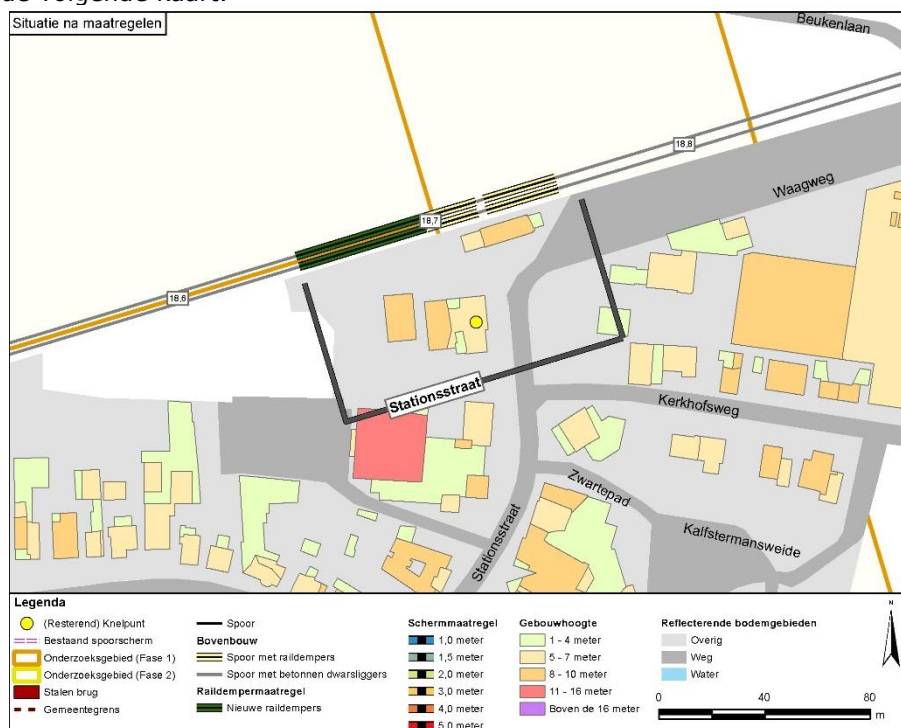 de volgende kaart.
Situatie na maatregelen
Beukenlaan
18,8
Waagweg
18,7
18,6
Stationsstraat
Kerkhofsweg
Zwartepad
Stationsstraat
Kalfstermansweide
Legenda
(Resterend) Knelpunt
Bestaand spoorscherm
Onderzoeksgebied (Fase 1)
Onderzoeksgebied (Fase 2)
Stalen brug
Gemeentegrens
Spoor
Bovenbouw
Spoor met raildempers
Spoor met betonnen dwarsliggers
Raildempermaatregel
Nieuwe raildempers
Schermmaatregel
1,0 meter
1,5 meter
2,0 meter
3,0 meter
4,0 meter
5,0 meter
Gebouwhoogte
1 - 4 meter
5 - 7 meter
8 - 10 meter
11 - 16 meter
Boven de 16 meter
Reflecterende bodemgebieden
Overig
Weg
Water
N
0 40 80
m